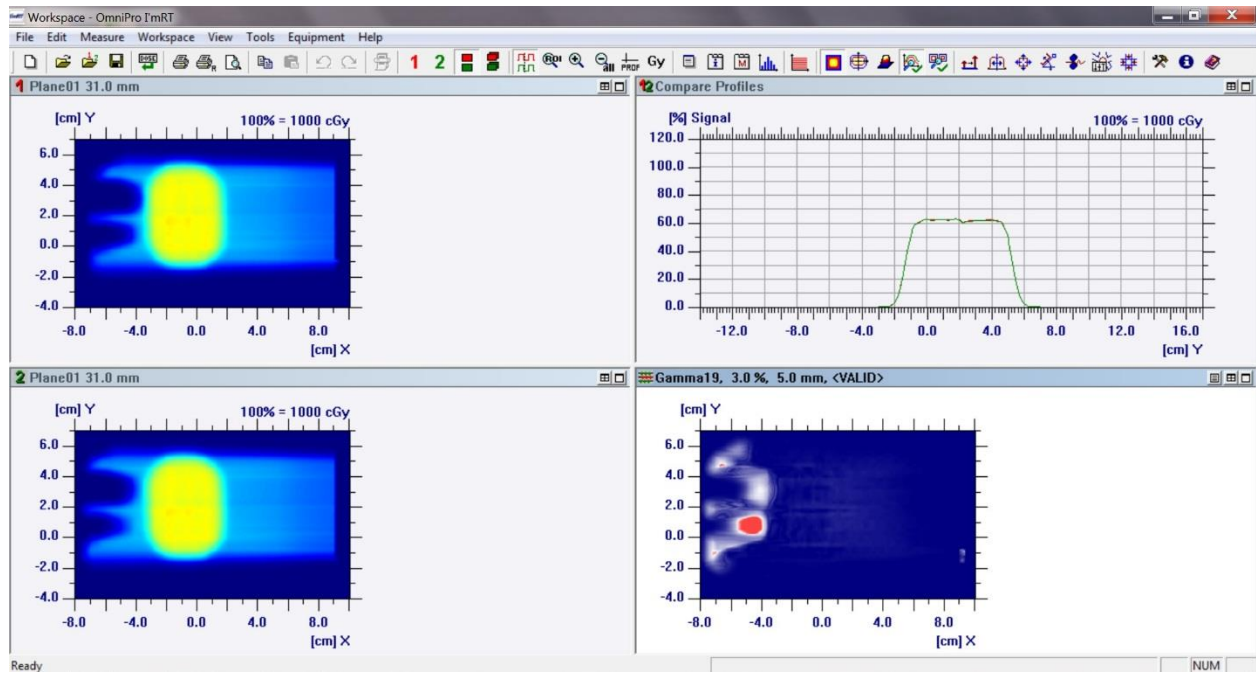 Workspace - OmniPro I'mRT
File Edit Measure Workspace View Tools Equipment Help
1 2 ROI all PROF Gy
1 Plane01 31.0 mm
[cm] Y 100% = 1000 cGy
6.0
4.0
2.0
0.0
-2.0
-4.0
-8.0 -4.0 0.0 4.0 8.0
[cm] X
12 Compare Profiles
[%] Signal 100% = 1000 cGy
120.0
100.0
80.0
60.0
40.0
20.0
0.0
-12.0 -8.0 -4.0 0.0 4.0 8.0 12.0 16.0
[cm] Y
2 Plane01 31.0 mm
[cm] Y 100% = 1000 cGy
6.0
4.0
2.0
0.0
-2.0
-4.0
-8.0 -4.0 0.0 4.0 8.0
[cm] X
Gamma19, 3.0 %, 5.0 mm, <VALID>
[cm] Y
6.0
4.0
2.0
0.0
-2.0
-4.0
-8.0 -4.0 0.0 4.0 8.0
[cm] X
Ready NUM